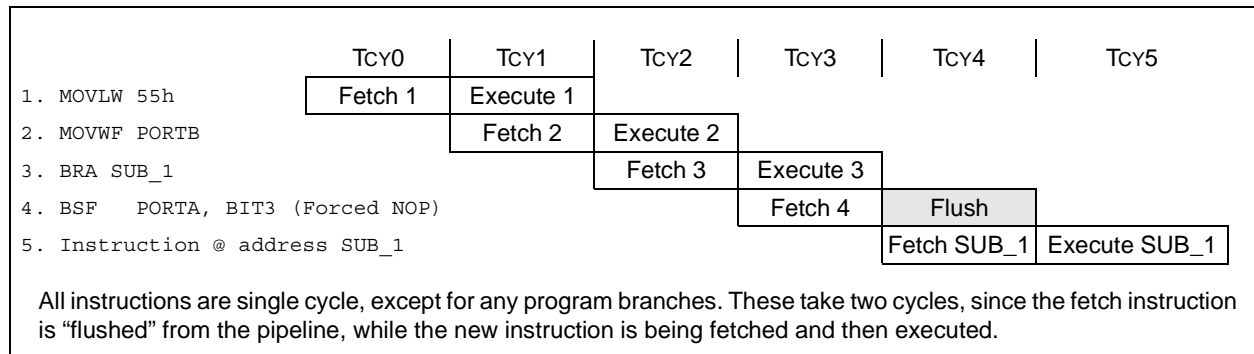 TCY0 TCY1 TCY2 TCY3 TCY4 TCY5
1. MOVLW 55h Fetch 1 Execute 1
2. MOVWF PORTB Fetch 2 Execute 2
3. BRA SUB_1 Fetch 3 Execute 3
4. BSF PORTA, BIT3 (Forced NOP) Fetch 4 Flush
5. Instruction @ address SUB_1 Fetch SUB_1 Execute SUB_1
All instructions are single cycle, except for any program branches. These take two cycles, since the fetch instruction
is “flushed” from the pipeline, while the new instruction is being fetched and then executed.